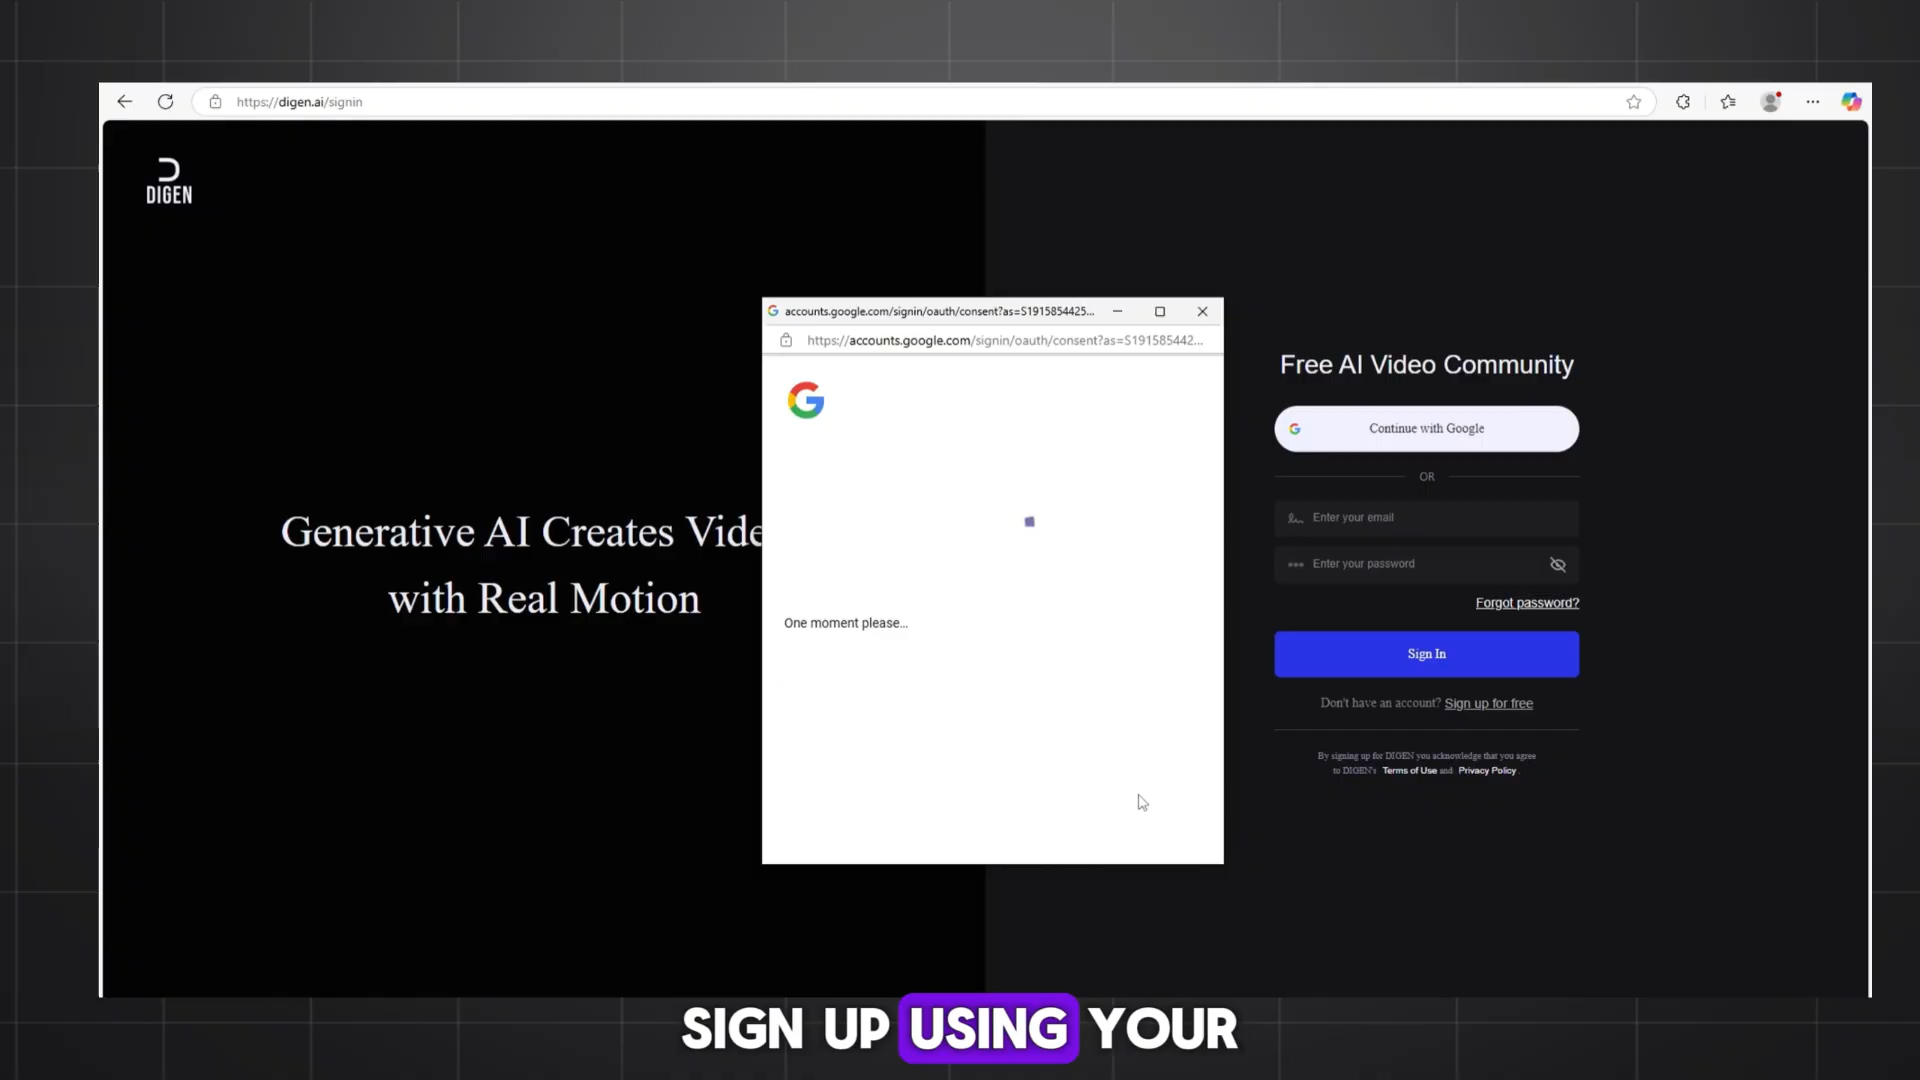 https://digen.ai/signin
DIGEN
Generative AI Creates Vide
with Real Motion
accounts.google.com/signin/oauth/consent?as=S1915854425...
https://accounts.google.com/signin/oauth/consent?as=S191585442...
One moment please...
Free AI Video Community
Continue with Google
OR
Enter your email
Enter your password
Forgot password?
Sign In
Don't have an account? Sign up for free
By signing up for DIGEN you acknowledge that you agree
to DIGEN's Terms of Use and Privacy Policy.
SIGN UP USING YOUR